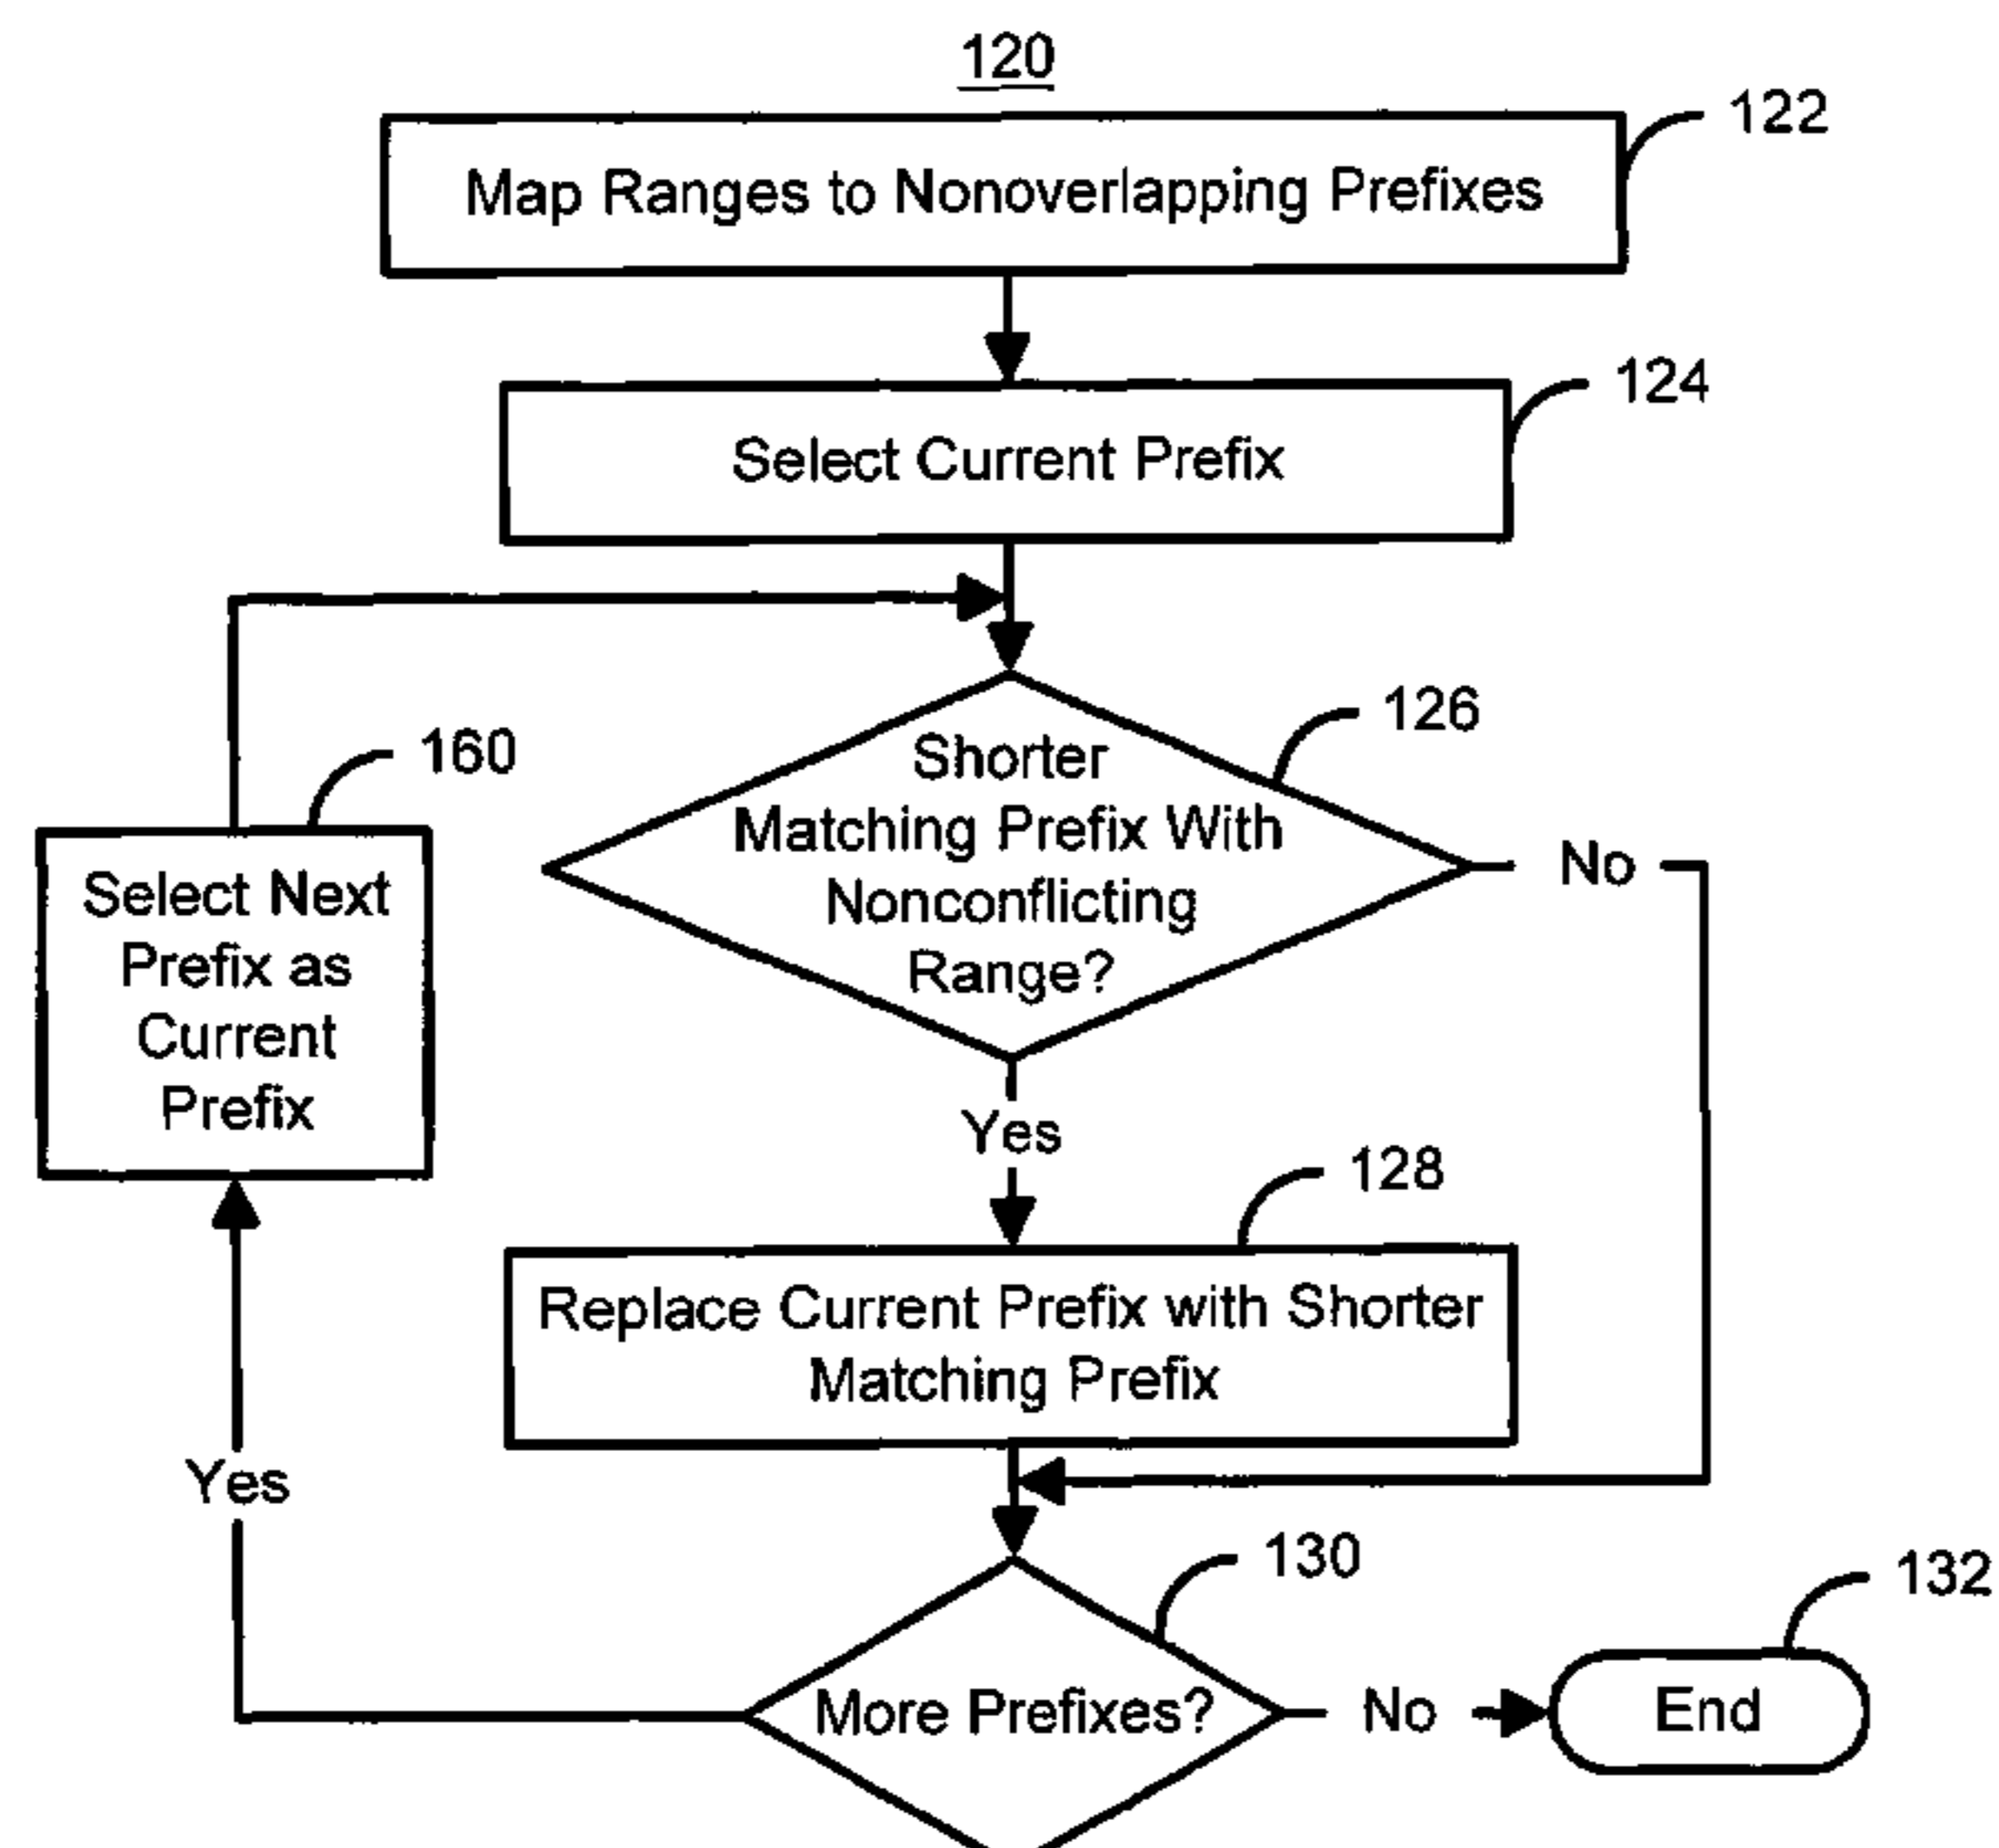 120
122
Map Ranges to Nonoverlapping Prefixes
124
Select Current Prefix
126
Shorter
Matching Prefix With
Nonconflicting
Range?
No
160
Select Next
Prefix as
Current
Prefix
Yes
128
Replace Current Prefix with Shorter
Matching Prefix
Yes
130
132
More Prefixes?
No
End